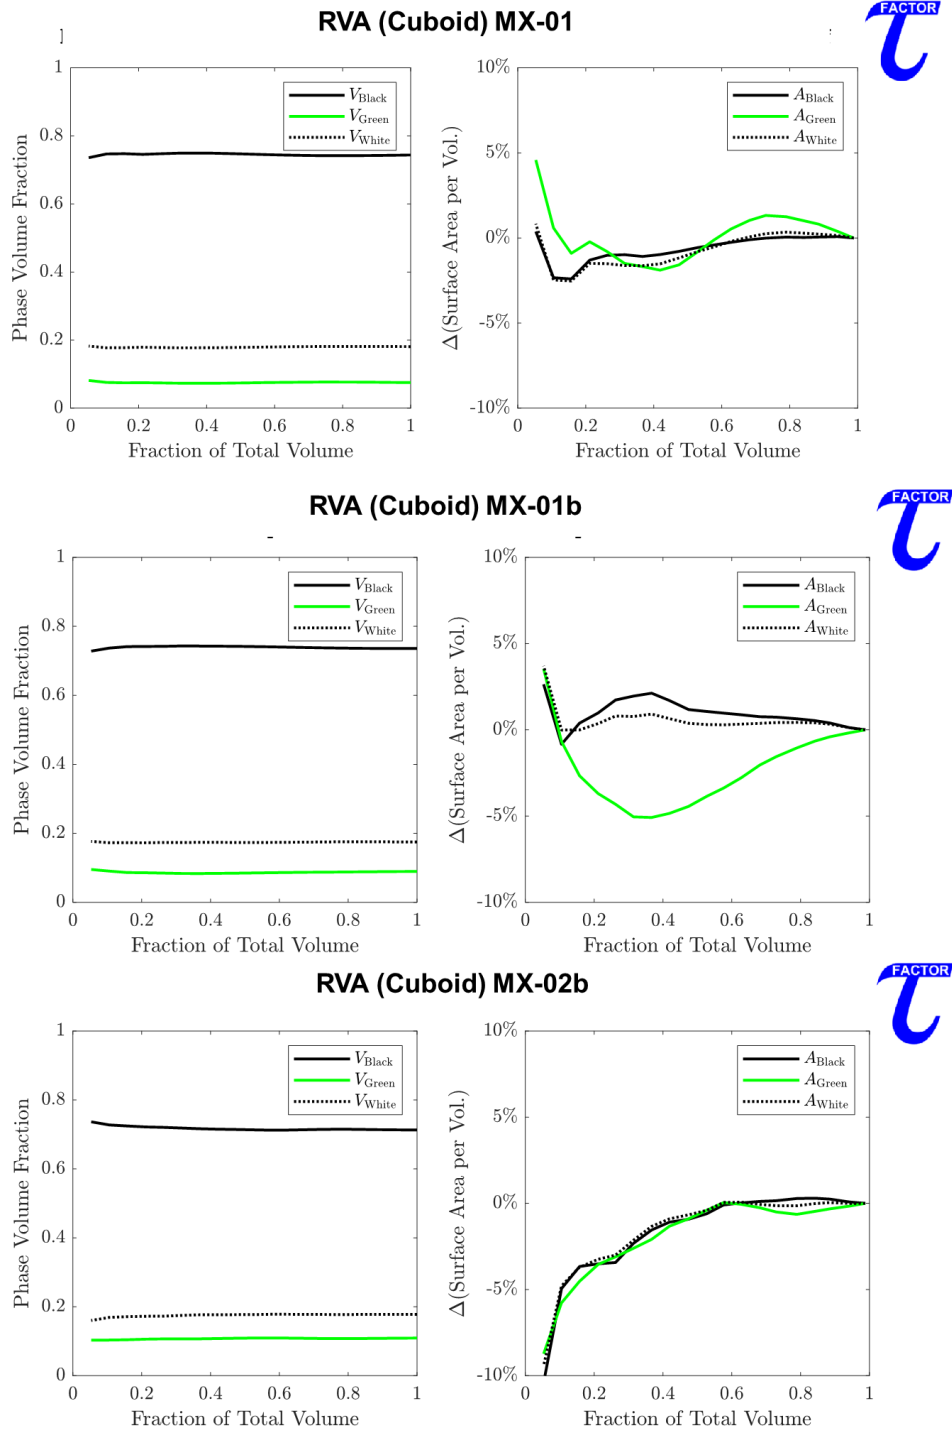 RVA (Cuboid) MX-01
FACTOR
τ
Phase Volume Fraction
1
0.8
0.6
0.4
0.2
0
V_Black
V_Green
V_White
0 0.2 0.4 0.6 0.8 1
Fraction of Total Volume
Δ(Surface Area per Vol.)
10%
5%
0%
-5%
-10%
A_Black
A_Green
A_White
0 0.2 0.4 0.6 0.8 1
Fraction of Total Volume
RVA (Cuboid) MX-01b
FACTOR
τ
Phase Volume Fraction
1
0.8
0.6
0.4
0.2
0
V_Black
V_Green
V_White
0 0.2 0.4 0.6 0.8 1
Fraction of Total Volume
Δ(Surface Area per Vol.)
10%
5%
0%
-5%
-10%
A_Black
A_Green
A_White
0 0.2 0.4 0.6 0.8 1
Fraction of Total Volume
RVA (Cuboid) MX-02b
FACTOR
τ
Phase Volume Fraction
1
0.8
0.6
0.4
0.2
0
V_Black
V_Green
V_White
0 0.2 0.4 0.6 0.8 1
Fraction of Total Volume
Δ(Surface Area per Vol.)
10%
5%
0%
-5%
-10%
A_Black
A_Green
A_White
0 0.2 0.4 0.6 0.8 1
Fraction of Total Volume